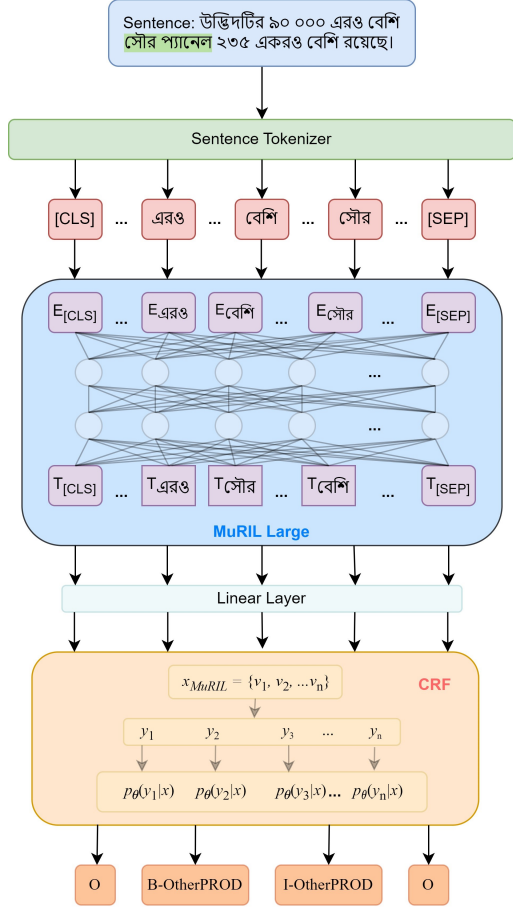 Sentence: উদ্ভিদটির ৯০ ০০০ এরও বেশি
সৌর প্যানেল ২৩৫ একরও বেশি রয়েছে।
Sentence Tokenizer
[CLS] ... এরও ... বেশি সৌর ... [SEP]
E[CLS] ... Eএরও Eবেশি ... Eসৌর ... E[SEP]
...
...
T[CLS] ... Tএরও Tসৌর ... Tবেশি ... T[SEP]
MuRIL Large
Linear Layer
xMuRIL = {v1, v2, ...vn}
CRF
y1 y2 y3 ... yn
pθ(y1|x) pθ(y2|x) pθ(y3|x)... pθ(yn|x)
O B-OtherPROD I-OtherPROD O